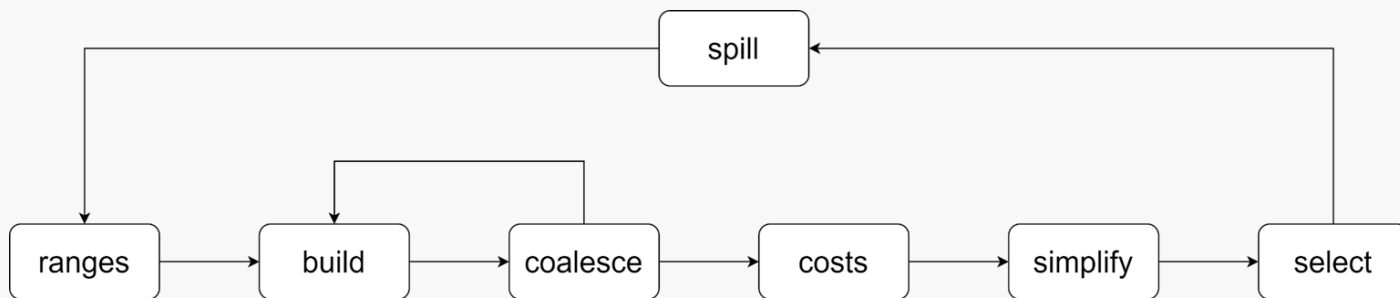 spill
ranges
build
coalesce
costs
simplify
select